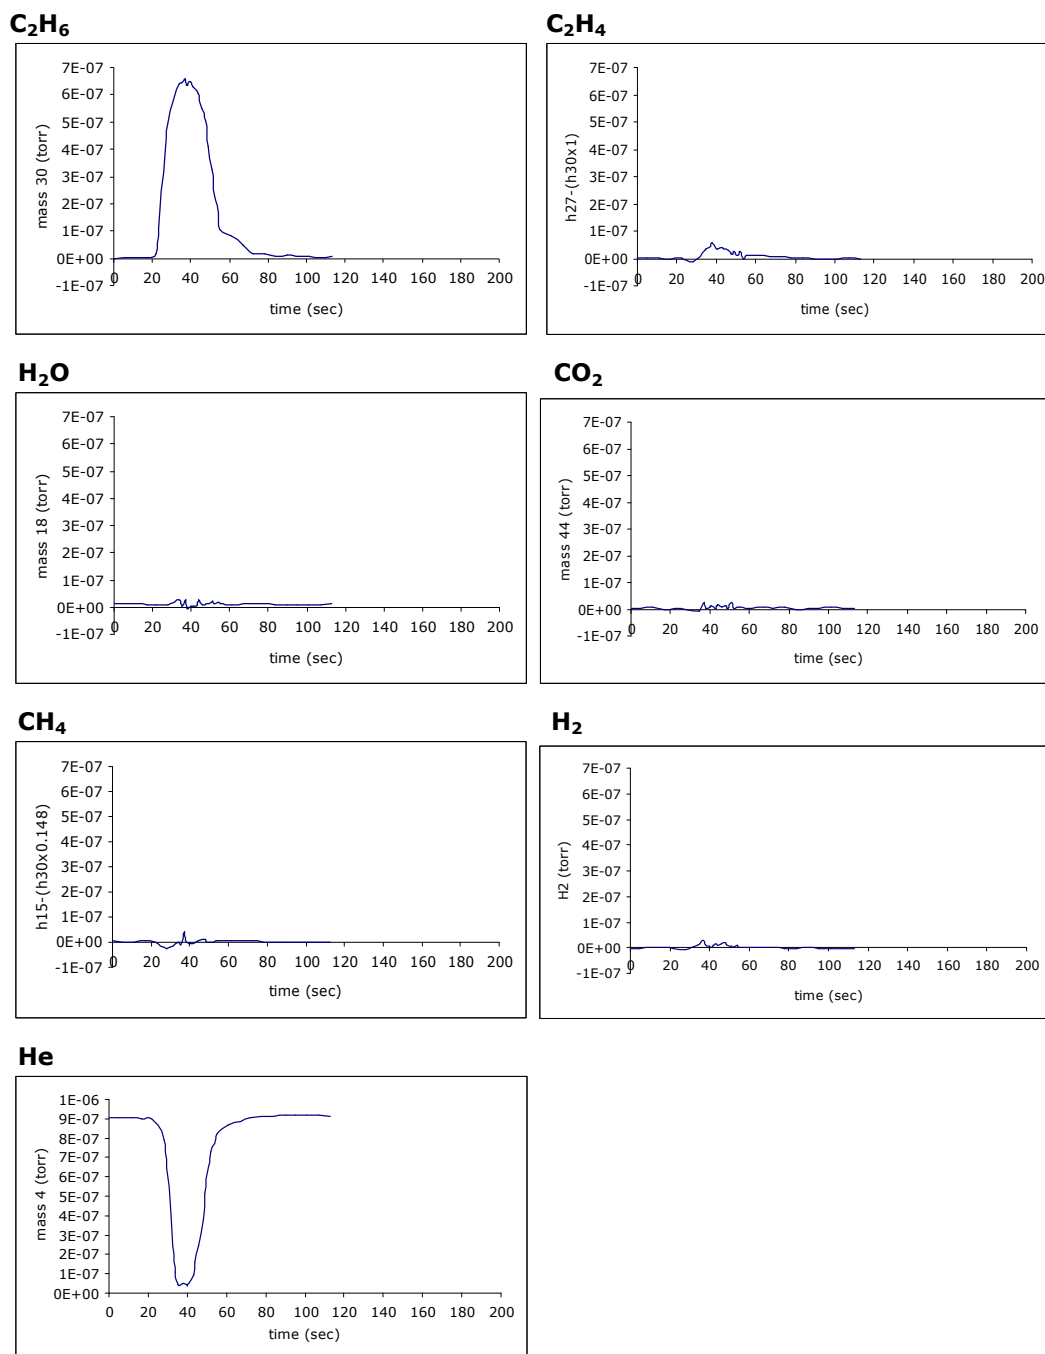 C₂H₆
7E-07
6E-07
5E-07
4E-07
3E-07
2E-07
1E-07
0E+00
-1E-07
0 20 40 60 80 100 120 140 160 180 200
mass 30 (torr)
time (sec)
C₂H₄
7E-07
6E-07
5E-07
4E-07
3E-07
2E-07
1E-07
0E+00
-1E-07
0 20 40 60 80 100 120 140 160 180 200
h27-(h30x1)
time (sec)
H₂O
7E-07
6E-07
5E-07
4E-07
3E-07
2E-07
1E-07
0E+00
-1E-07
0 20 40 60 80 100 120 140 160 180 200
mass 18 (torr)
time (sec)
CO₂
7E-07
6E-07
5E-07
4E-07
3E-07
2E-07
1E-07
0E+00
-1E-07
0 20 40 60 80 100 120 140 160 180 200
mass 44 (torr)
time (sec)
CH₄
7E-07
6E-07
5E-07
4E-07
3E-07
2E-07
1E-07
0E+00
-1E-07
0 20 40 60 80 100 120 140 160 180 200
h15-(h30x0.148)
time (sec)
H₂
7E-07
6E-07
5E-07
4E-07
3E-07
2E-07
1E-07
0E+00
-1E-07
0 20 40 60 80 100 120 140 160 180 200
H2 (torr)
time (sec)
He
1E-06
9E-07
8E-07
7E-07
6E-07
5E-07
4E-07
3E-07
2E-07
1E-07
0E+00
0 20 40 60 80 100 120 140 160 180 200
mass 4 (torr)
time (sec)